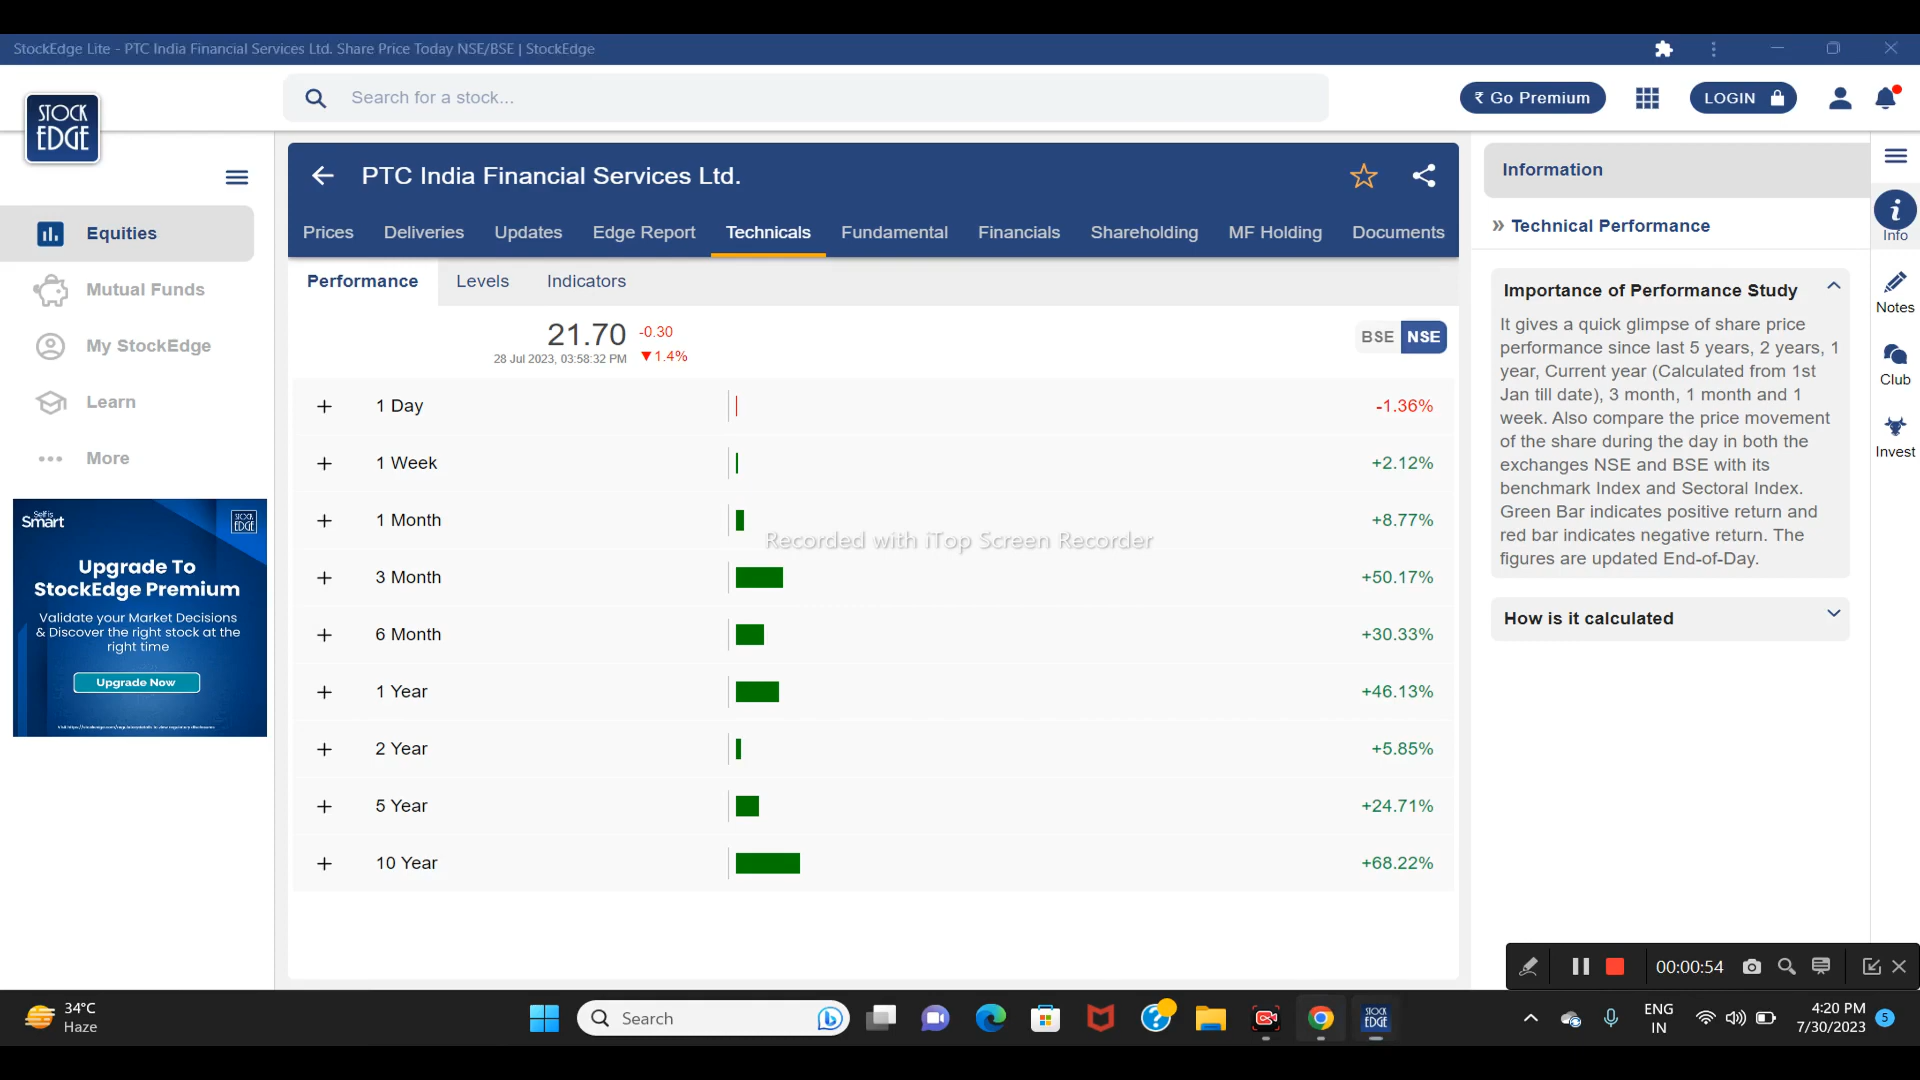 StockEdge Lite - PTC India Financial Services Ltd. Share Price Today NSE/BSE | StockEdge
STOCK
EDGE
Search for a stock...
₹ Go Premium
LOGIN
Equities
Mutual Funds
My StockEdge
Learn
More
Self is
Smart
STOCK
EDGE
Upgrade To
StockEdge Premium
Validate your Market Decisions
& Discover the right stock at the
right time
Upgrade Now
PTC India Financial Services Ltd.
Prices Deliveries Updates Edge Report Technicals Fundamental Financials Shareholding MF Holding Documents
Performance Levels Indicators
21.70 -0.30
28 Jul 2023, 03:58:32 PM ▼1.4%
BSE NSE
1 Day -1.36%
1 Week +2.12%
1 Month +8.77%
Recorded with iTop Screen Recorder
3 Month +50.17%
6 Month +30.33%
1 Year +46.13%
2 Year +5.85%
5 Year +24.71%
10 Year +68.22%
Information
» Technical Performance
Importance of Performance Study
It gives a quick glimpse of share price
performance since last 5 years, 2 years, 1
year, Current year (Calculated from 1st
Jan till date), 3 month, 1 month and 1
week. Also compare the price movement
of the share during the day in both the
exchanges NSE and BSE with its
benchmark Index and Sectoral Index.
Green Bar indicates positive return and
red bar indicates negative return. The
figures are updated End-of-Day.
How is it calculated
Info
Notes
Club
Invest
00:00:54
34°C
Haze
Search
STOCK
EDGE
ENG
IN
4:20 PM
7/30/2023
5